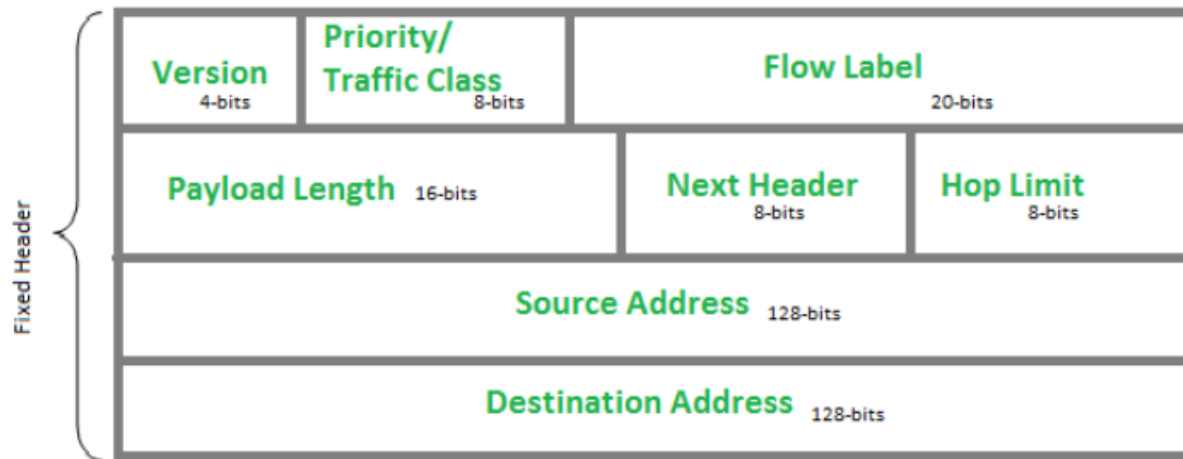 Fixed Header
Version
4-bits
Priority/
Traffic Class
8-bits
Flow Label
20-bits
Payload Length 16-bits
Next Header
8-bits
Hop Limit
8-bits
Source Address 128-bits
Destination Address 128-bits